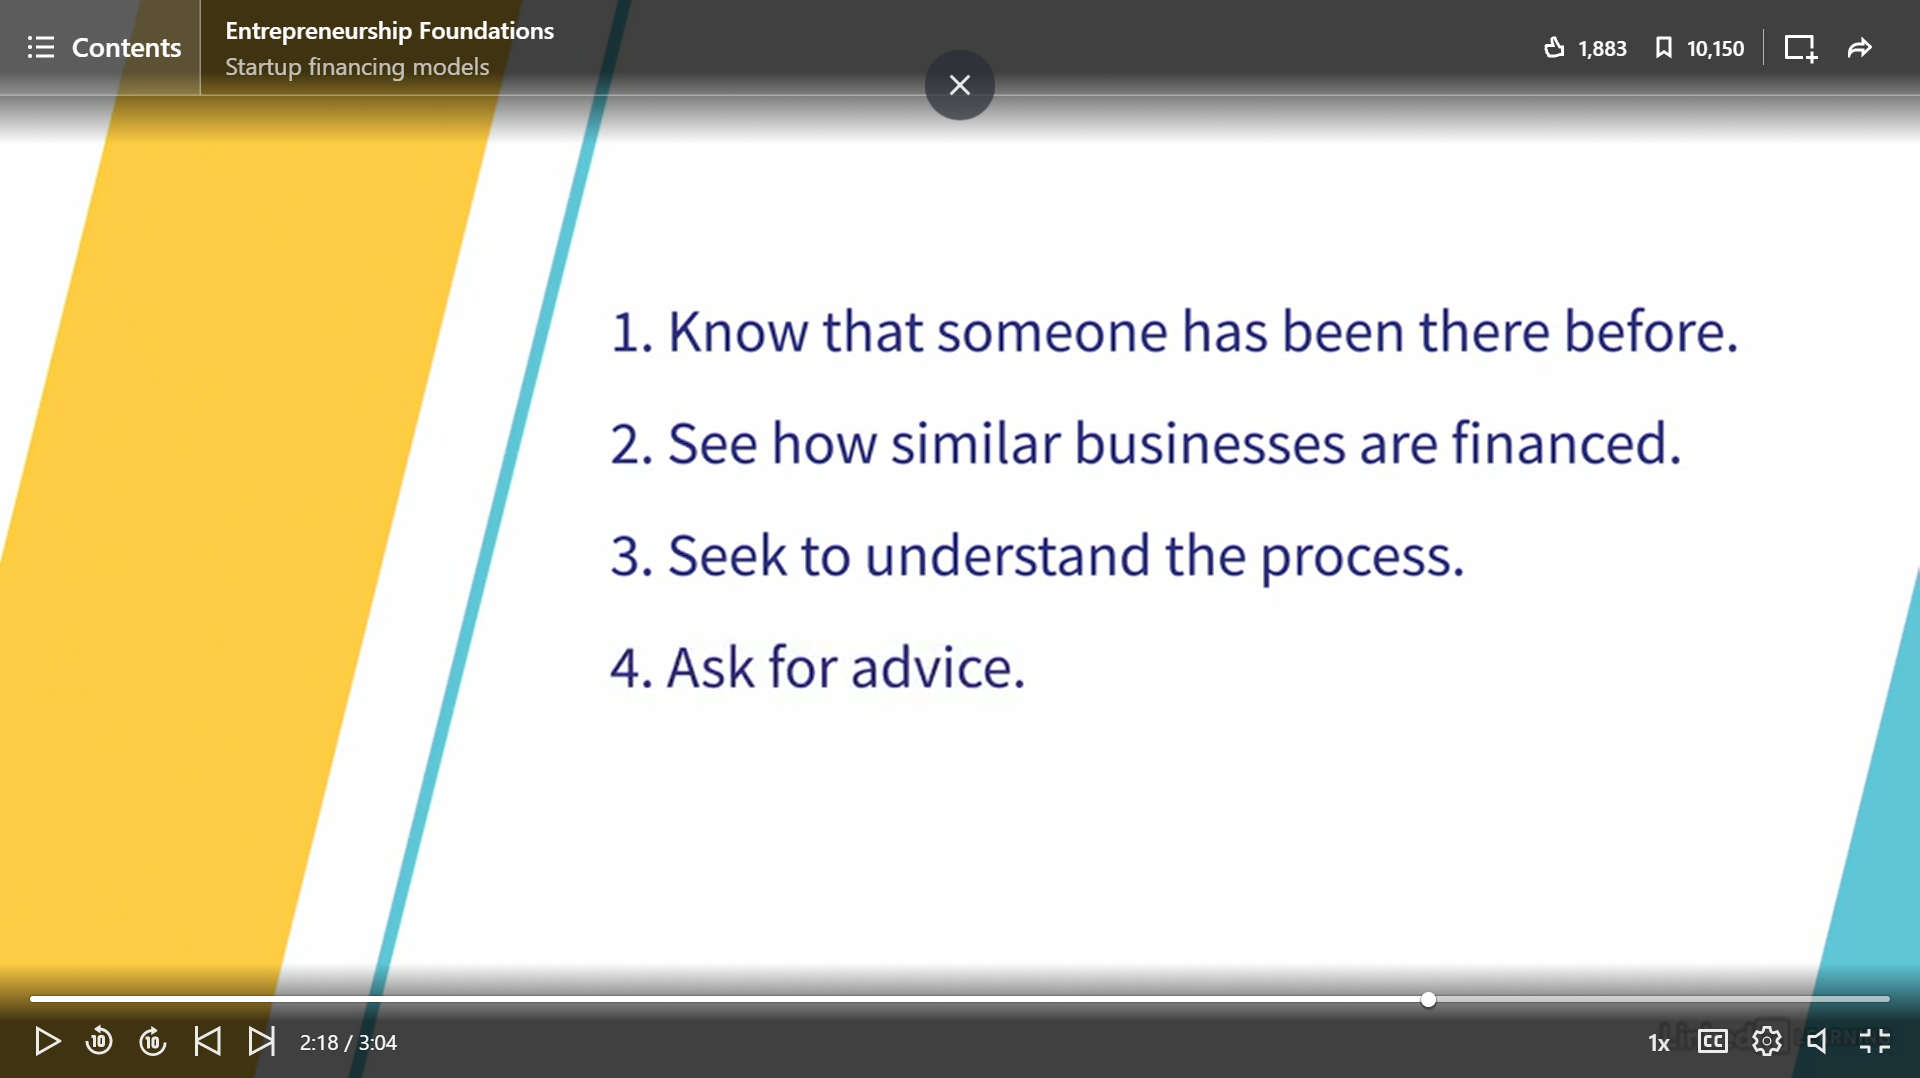 Contents
Entrepreneurship Foundations
Startup financing models
1,883
10,150
1. Know that someone has been there before.
2. See how similar businesses are financed.
3. Seek to understand the process.
4. Ask for advice.
10
10
2:18 / 3:04
1x
CC
LinkedIn LEARNING